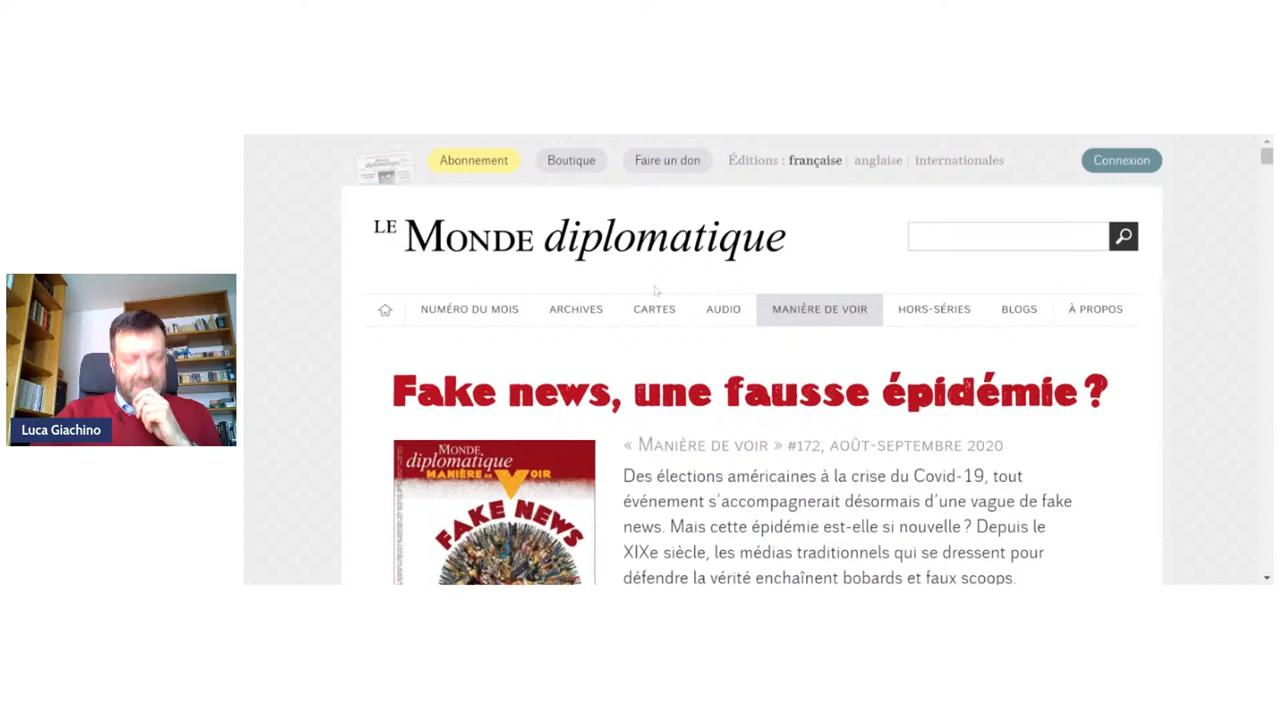 Abonnement
Boutique
Faire un don
Éditions : française | anglaise | internationales
Connexion
LE MONDE diplomatique
NUMÉRO DU MOIS
ARCHIVES
CARTES
AUDIO
MANIÈRE DE VOIR
HORS-SÉRIES
BLOGS
À PROPOS
Fake news, une fausse épidémie ?
« MANIÈRE DE VOIR » #172, AOÛT-SEPTEMBRE 2020
Des élections américaines à la crise du Covid-19, tout
événement s’accompagnerait désormais d’une vague de fake
news. Mais cette épidémie est-elle si nouvelle ? Depuis le
XIXe siècle, les médias traditionnels qui se dressent pour
défendre la vérité enchaînent bobards et faux scoops.
LE MONDE
diplomatique
MANIÈRE DE VOIR
FAKE NEWS
Luca Giachino